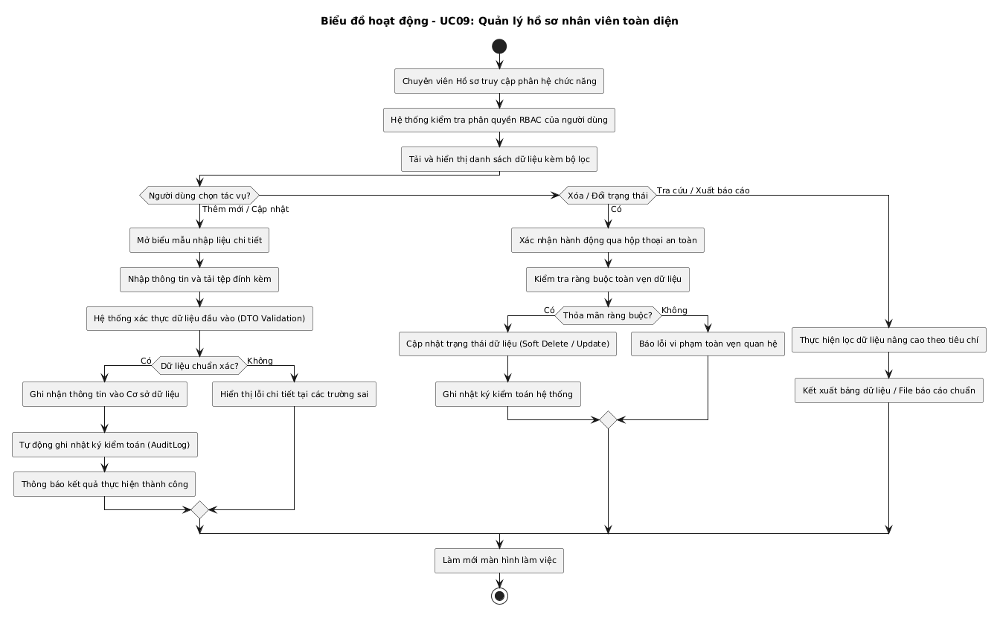 Biểu đồ hoạt động - UC09: Quản lý hồ sơ nhân viên toàn diện
Chuyên viên Hồ sơ truy cập phân hệ chức năng
Hệ thống kiểm tra phân quyền RBAC của người dùng
Tải và hiển thị danh sách dữ liệu kèm bộ lọc
Người dùng chọn tác vụ?
Thêm mới / Cập nhật
Mở biểu mẫu nhập liệu chi tiết
Nhập thông tin và tải tệp đính kèm
Hệ thống xác thực dữ liệu đầu vào (DTO Validation)
Dữ liệu chuẩn xác?
Có
Không
Ghi nhận thông tin vào Cơ sở dữ liệu
Hiển thị lỗi chi tiết tại các trường sai
Tự động ghi nhật ký kiểm toán (AuditLog)
Thông báo kết quả thực hiện thành công
Xóa / Đổi trạng thái
Có
Xác nhận hành động qua hộp thoại an toàn
Kiểm tra ràng buộc toàn vẹn dữ liệu
Thỏa mãn ràng buộc?
Có
Không
Cập nhật trạng thái dữ liệu (Soft Delete / Update)
Báo lỗi vi phạm toàn vẹn quan hệ
Ghi nhật ký kiểm toán hệ thống
Tra cứu / Xuất báo cáo
Thực hiện lọc dữ liệu nâng cao theo tiêu chí
Kết xuất bảng dữ liệu / File báo cáo chuẩn
Làm mới màn hình làm việc